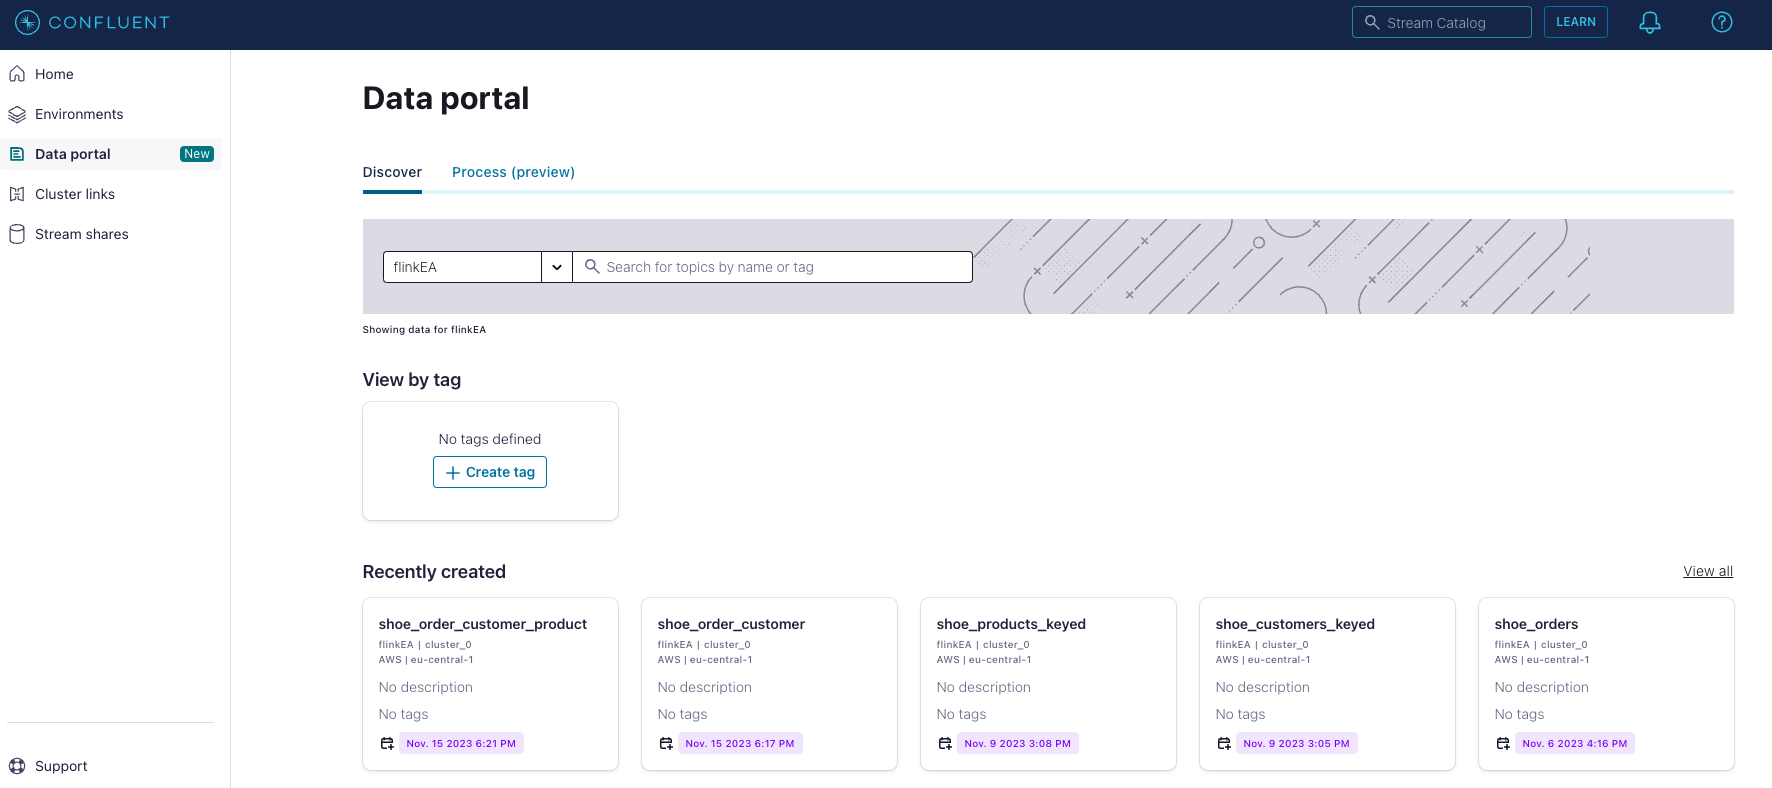 CONFLUENT
Stream Catalog
LEARN
Home
Environments
Data portal New
Cluster links
Stream shares
Support
Data portal
Discover Process (preview)
flinkEA Search for topics by name or tag
Showing data for flinkEA
View by tag
No tags defined
Create tag
Recently created View all
shoe_order_customer_product
flinkEA | cluster_0
AWS | eu-central-1
No description
No tags
Nov. 15 2023 6:21 PM
shoe_order_customer
flinkEA | cluster_0
AWS | eu-central-1
No description
No tags
Nov. 15 2023 6:17 PM
shoe_products_keyed
flinkEA | cluster_0
AWS | eu-central-1
No description
No tags
Nov. 9 2023 3:08 PM
shoe_customers_keyed
flinkEA | cluster_0
AWS | eu-central-1
No description
No tags
Nov. 9 2023 3:05 PM
shoe_orders
flinkEA | cluster_0
AWS | eu-central-1
No description
No tags
Nov. 6 2023 4:16 PM